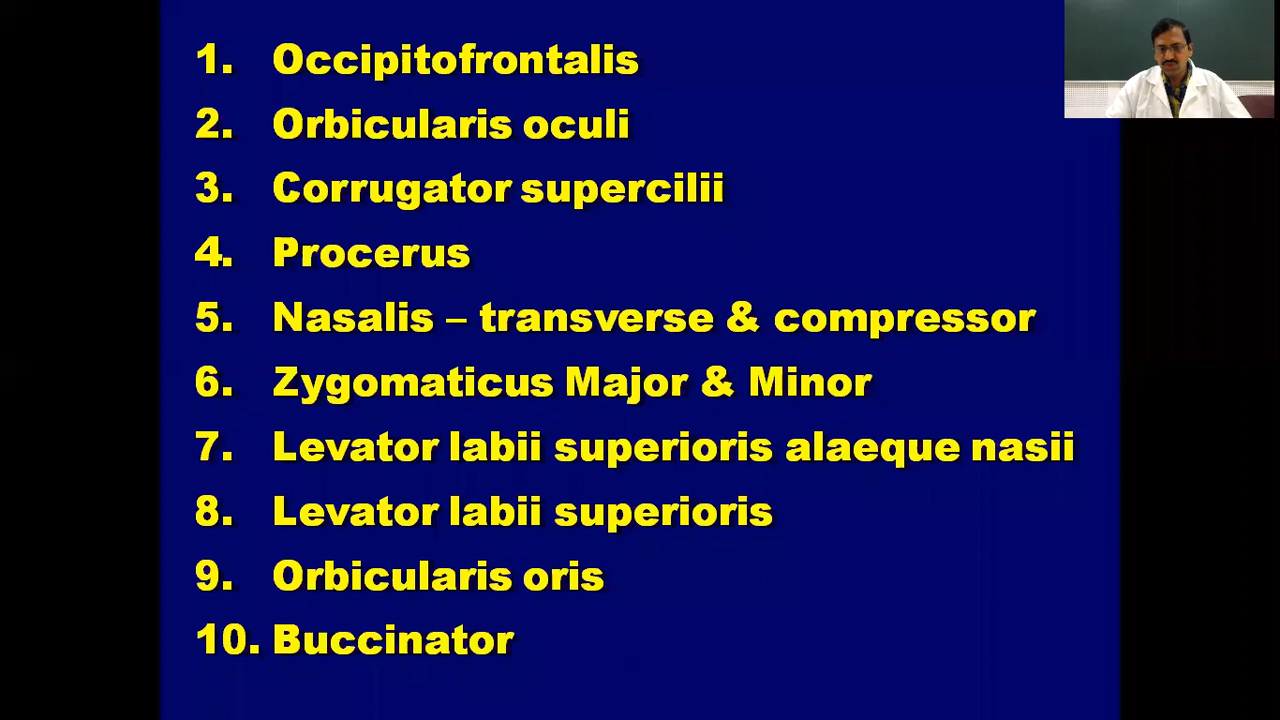 1. Occipitofrontalis
2. Orbicularis oculi
3. Corrugator supercilii
4. Procerus
5. Nasalis – transverse & compressor
6. Zygomaticus Major & Minor
7. Levator labii superioris alaeque nasii
8. Levator labii superioris
9. Orbicularis oris
10. Buccinator